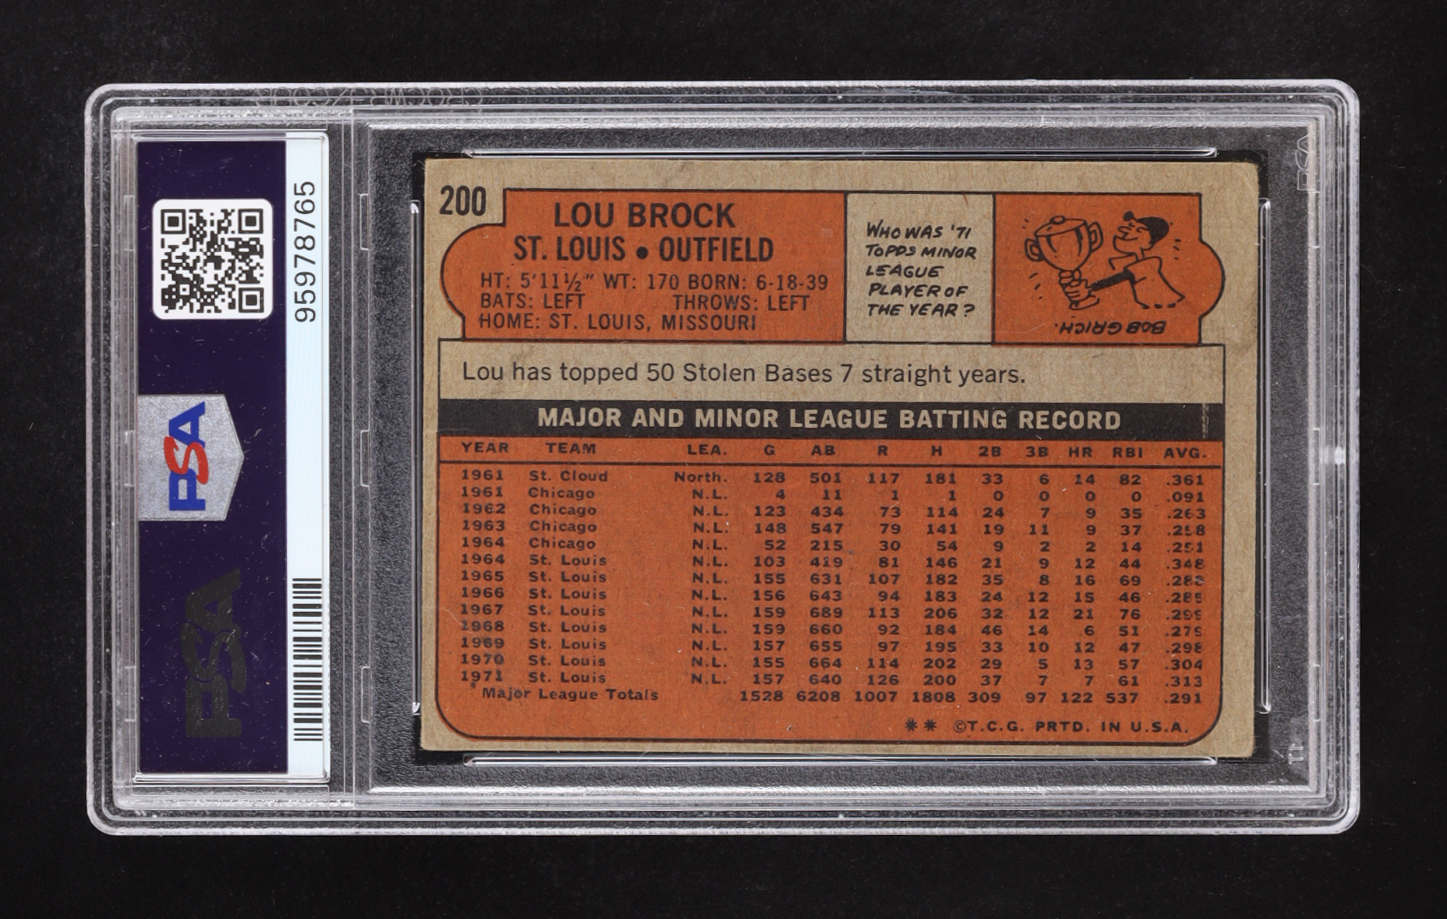 95978765
PSA
PSA
200
LOU BROCK
ST. LOUIS • OUTFIELD
HT: 5'11½" WT: 170 BORN: 6-18-39
BATS: LEFT THROWS: LEFT
HOME: ST. LOUIS, MISSOURI
WHO WAS '71
TOPPS MINOR
LEAGUE
PLAYER OF
THE YEAR?
BOB GRICH.
Lou has topped 50 Stolen Bases 7 straight years.
MAJOR AND MINOR LEAGUE BATTING RECORD
YEAR TEAM LEA. G AB R H 2B 3B HR RBI AVG.
1961 St. Cloud North. 128 501 117 181 33 6 14 82 .361
1961 Chicago N.L. 4 11 1 1 0 0 0 0 .091
1962 Chicago N.L. 123 434 73 114 24 7 9 35 .263
1963 Chicago N.L. 148 547 79 141 19 11 9 37 .258
1964 Chicago N.L. 52 215 30 54 9 2 2 14 .251
1964 St. Louis N.L. 103 419 81 146 21 9 12 44 .348
1965 St. Louis N.L. 155 631 107 182 35 8 16 69 .288
1966 St. Louis N.L. 156 643 94 183 24 12 15 46 .285
1967 St. Louis N.L. 159 689 113 206 32 12 21 76 .299
1968 St. Louis N.L. 159 660 92 184 46 14 6 51 .279
1969 St. Louis N.L. 157 655 97 195 33 10 12 47 .298
1970 St. Louis N.L. 155 664 114 202 29 5 13 57 .304
1971 St. Louis N.L. 157 640 126 200 37 7 7 61 .313
Major League Totals 1528 6208 1007 1808 309 97 122 537 .291
** ©T.C.G. PRTD. IN U.S.A.
PSA